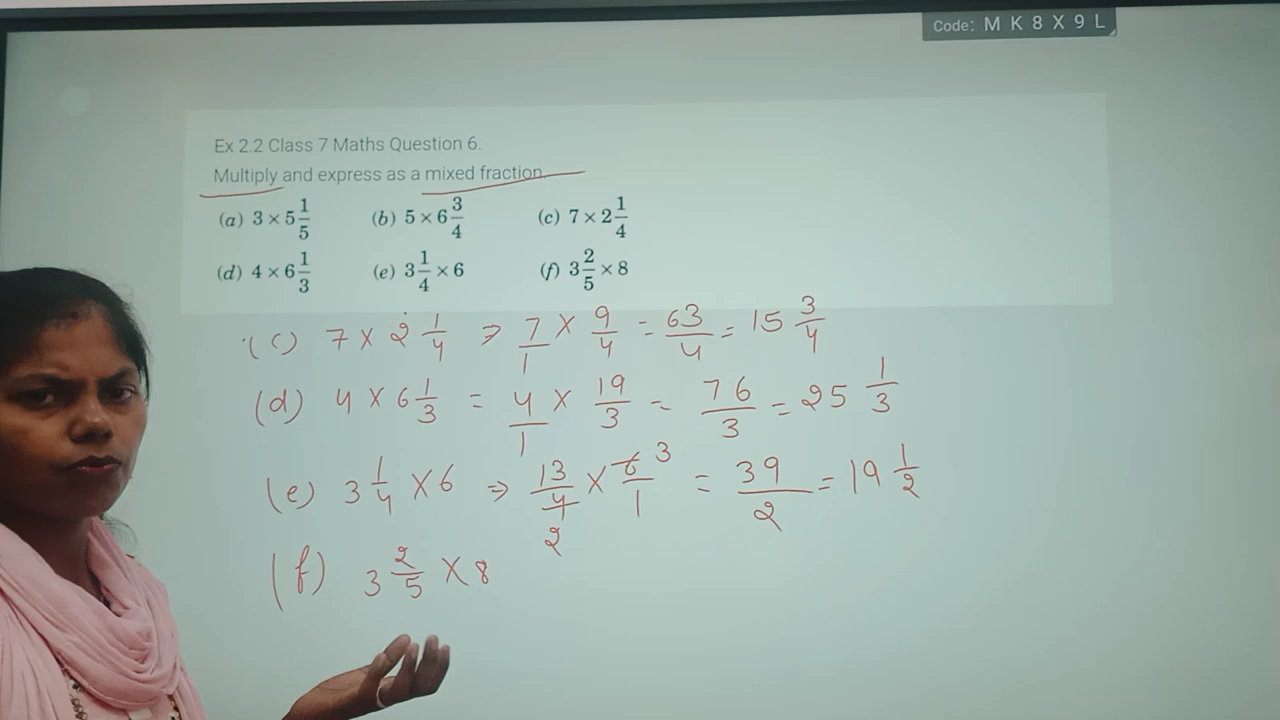 Code: M K 8 X 9 L
Ex 2.2 Class 7 Maths Question 6.
Multiply and express as a mixed fraction.
(a) 3 × 5 1/5 (b) 5 × 6 3/4 (c) 7 × 2 1/4
(d) 4 × 6 1/3 (e) 3 1/4 × 6 (f) 3 2/5 × 8
(c) 7 × 2 1/4 ⇒ 7/1 × 9/4 = 63/4 = 15 3/4
(d) 4 × 6 1/3 = 4/1 × 19/3 = 76/3 = 25 1/3
(e) 3 1/4 × 6 ⇒ 13/4 2 × 6 3/1 = 39/2 = 19 1/2
(f) 3 2/5 × 8